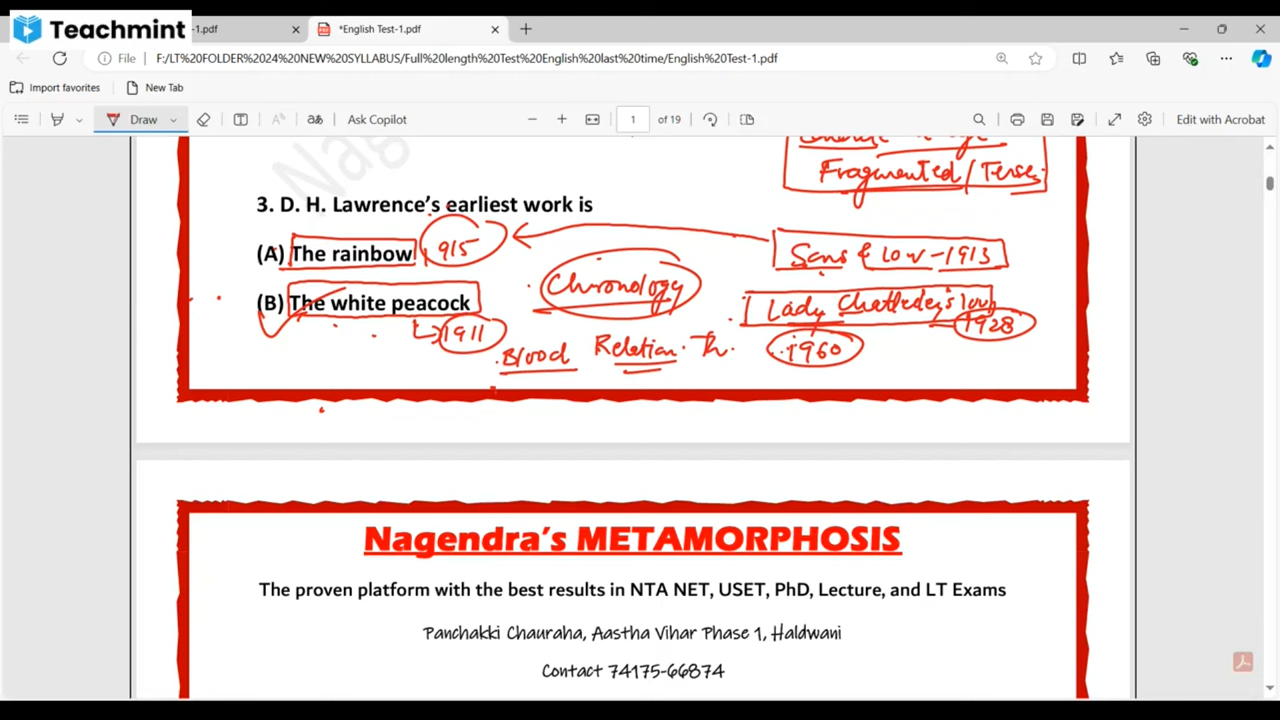 Teachmint
-1.pdf
*English Test-1.pdf
File
F:/LT%20FOLDER%2024%20NEW%20SYLLABUS/Full%20length%20Test%20English%20last%20time/English%20Test-1.pdf
Import favorites
New Tab
Draw
Ask Copilot
1 of 19
Edit with Acrobat
Fragmented / Terse
3. D. H. Lawrence's earliest work is
(A) The rainbow 915
Sons & Lov - 1913
Chronology
(B) The white peacock
1911
Lady Chatterley's lov
1928
1960
Blood Relation Th.
Nagendra's METAMORPHOSIS
The proven platform with the best results in NTA NET, USET, PhD, Lecture, and LT Exams
Panchakki Chauraha, Aastha Vihar Phase 1, Haldwani
Contact 74175-66874